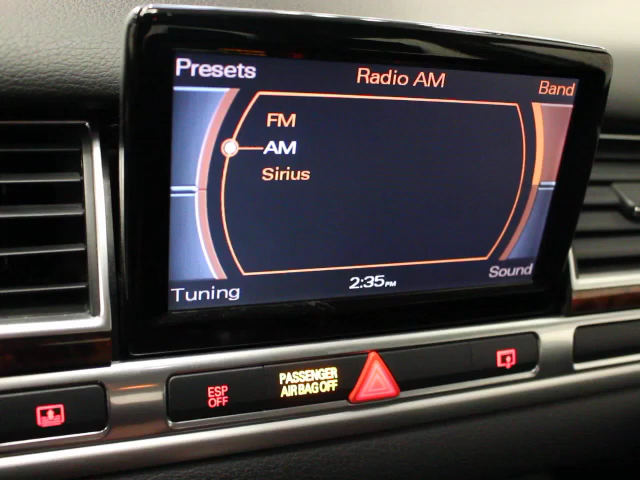 Presets
Radio AM
Band
FM
AM
Sirius
Tuning
2:35PM
Sound
ESP
OFF
PASSENGER
AIR BAG OFF